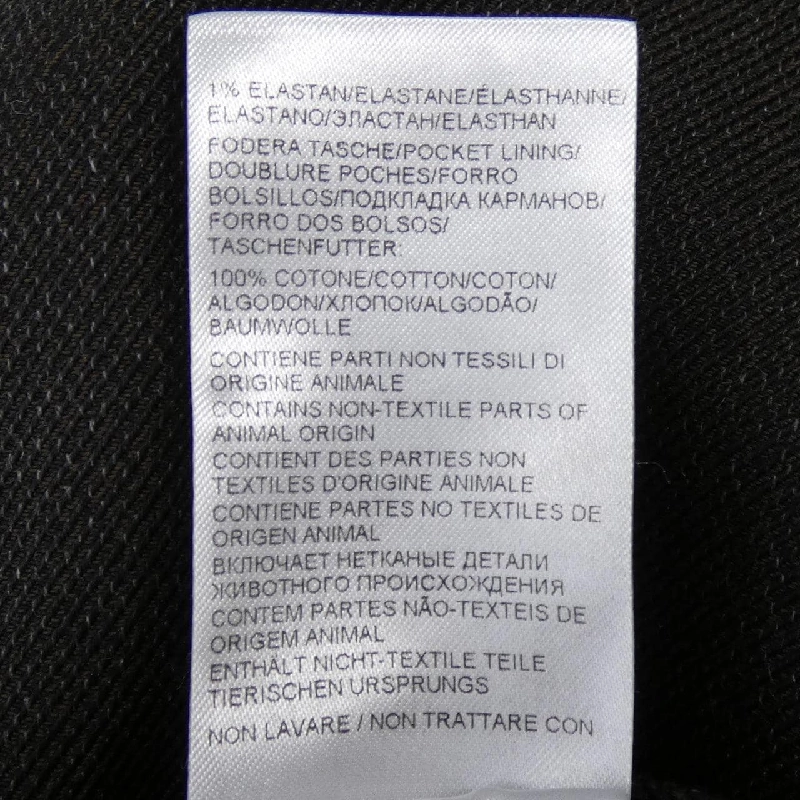 1% ELASTAN/ELASTANE/ÉLASTHANNE/
ELASTANO/ЭЛАСТАН/ELASTHAN
FODERA TASCHE/POCKET LINING/
DOUBLURE POCHES/FORRO
BOLSILLOS/ПОДКЛАДКА КАРМАНОВ/
FORRO DOS BOLSOS/
TASCHENFUTTER:
100% COTONE/COTTON/COTON/
ALGODON/ХЛОПОК/ALGODÃO/
BAUMWOLLE
CONTIENE PARTI NON TESSILI DI
ORIGINE ANIMALE
CONTAINS NON-TEXTILE PARTS OF
ANIMAL ORIGIN
CONTIENT DES PARTIES NON
TEXTILES D'ORIGINE ANIMALE
CONTIENE PARTES NO TEXTILES DE
ORIGEN ANIMAL
ВКЛЮЧАЕТ НЕТКАНЫЕ ДЕТАЛИ
ЖИВОТНОГО ПРОИСХОЖДЕНИЯ
CONTEM PARTES NÃO-TEXTEIS DE
ORIGEM ANIMAL
ENTHÄLT NICHT-TEXTILE TEILE
TIERISCHEN URSPRUNGS
NON LAVARE / NON TRATTARE CON